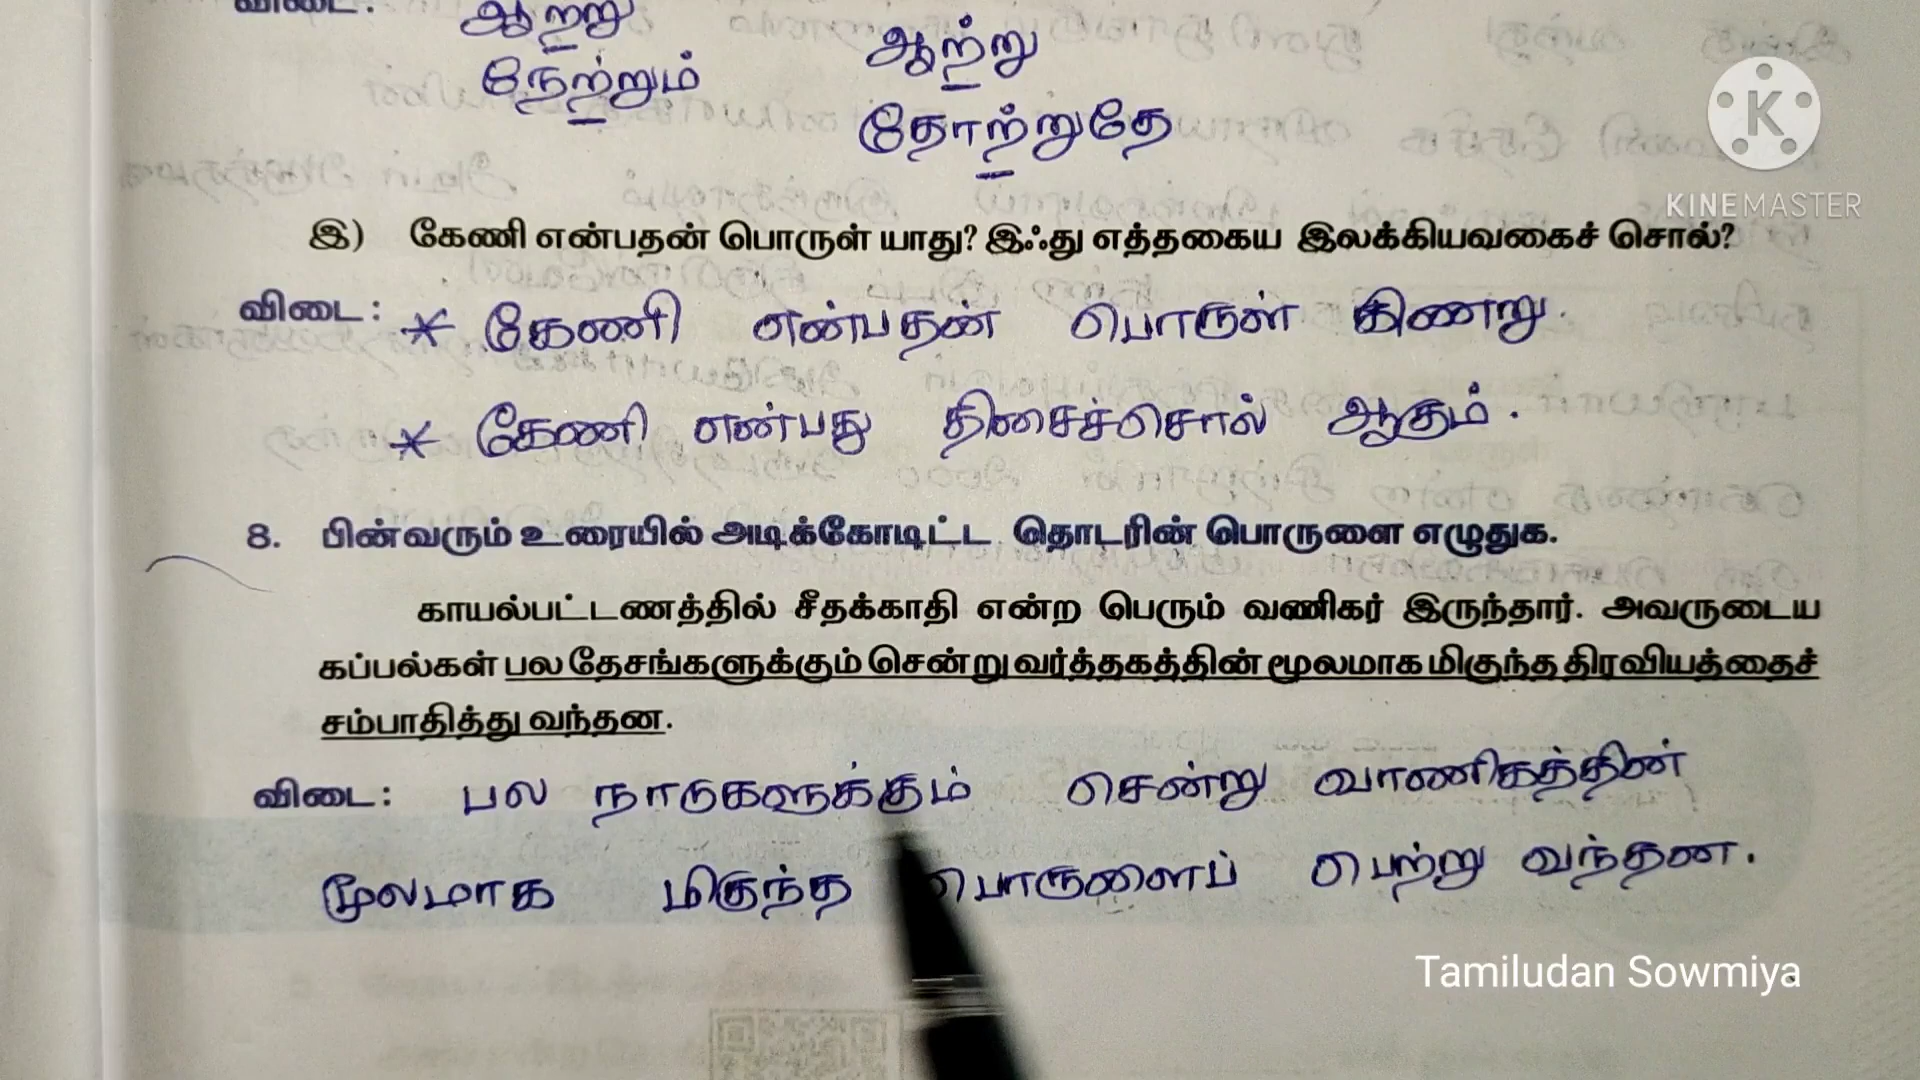 விடை: ஆற்று ஆற்று
நேற்றும் தோற்றுதே
K
KINEMASTER
இ) கேணி என்பதன் பொருள் யாது? இஃது எத்தகைய இலக்கியவகைச் சொல்?
விடை: * கேணி என்பதன் பொருள் கிணறு.
* கேணி என்பது திசைச்சொல் ஆகும்.
8. பின்வரும் உரையில் அடிக்கோடிட்ட தொடரின் பொருளை எழுதுக.
காயல்பட்டணத்தில் சீதக்காதி என்ற பெரும் வணிகர் இருந்தார். அவருடைய
கப்பல்கள் பல தேசங்களுக்கும் சென்று வர்த்தகத்தின் மூலமாக மிகுந்த திரவியத்தைச்
சம்பாதித்து வந்தன.
விடை: பல நாடுகளுக்கும் சென்று வாணிகத்தின்
மூலமாக மிகுந்த பொருளைப் பெற்று வந்தன.
Tamiludan Sowmiya